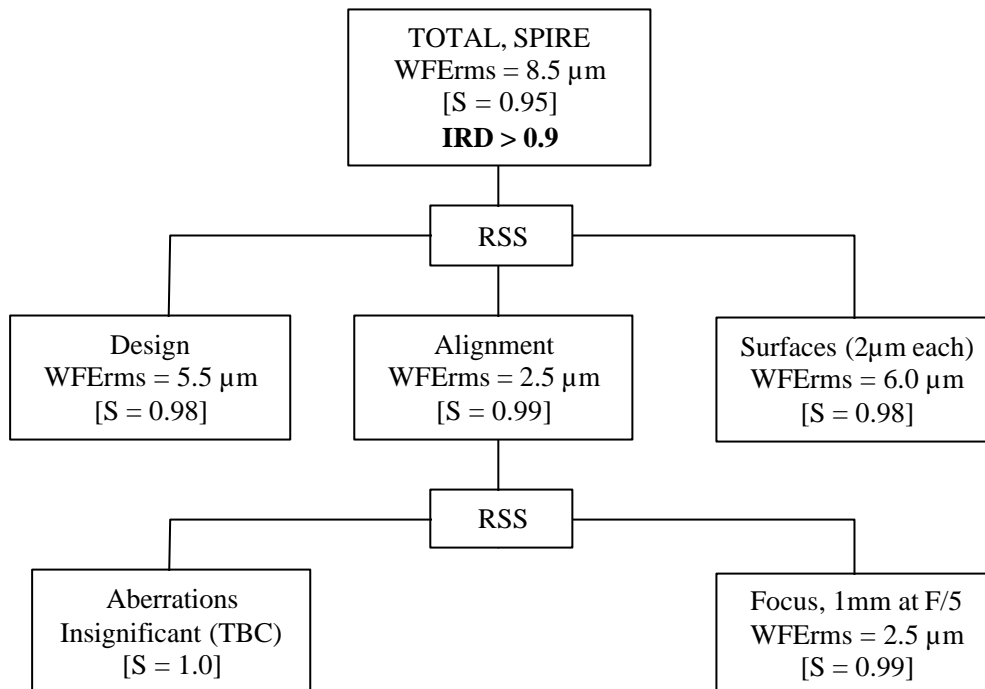 TOTAL, SPIRE
WFErms = 8.5 µm
[S = 0.95]
IRD > 0.9
RSS
Design
WFErms = 5.5 µm
[S = 0.98]
Alignment
WFErms = 2.5 µm
[S = 0.99]
Surfaces (2µm each)
WFErms = 6.0 µm
[S = 0.98]
RSS
Aberrations
Insignificant (TBC)
[S = 1.0]
Focus, 1mm at F/5
WFErms = 2.5 µm
[S = 0.99]